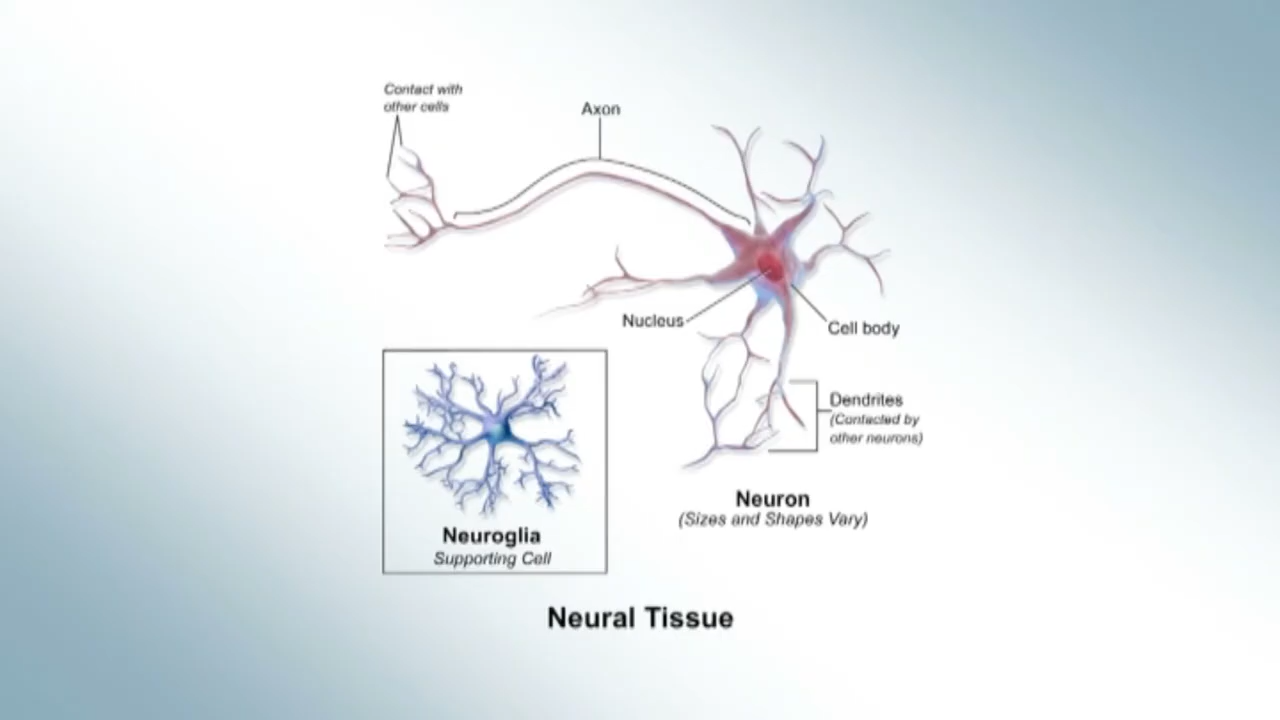 Contact with
other cells
Axon
Nucleus
Cell body
Dendrites
(Contacted by
other neurons)
Neuron
(Sizes and Shapes Vary)
Neuroglia
Supporting Cell
Neural Tissue